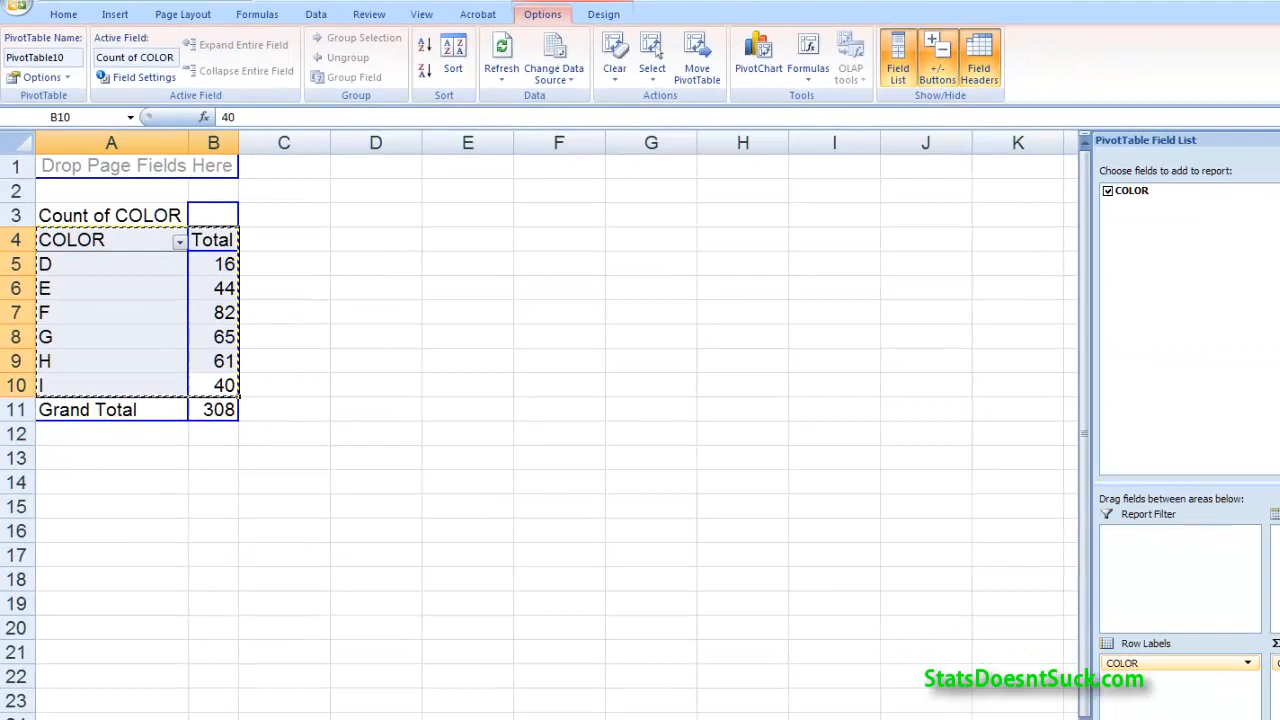 Home Insert Page Layout Formulas Data Review View Acrobat Options Design
PivotTable Name:
PivotTable10
Options
PivotTable
Active Field:
Count of COLOR
Field Settings
Expand Entire Field
Collapse Entire Field
Active Field
Group Selection
Ungroup
Group Field
Group
A Z
Z A
A Z
Z A
Sort
Sort
Refresh
Change Data
Source
Data
Clear
Select
Move
PivotTable
Actions
PivotChart
Formulas
OLAP
tools
Tools
Field
List
+/-
Buttons
Field
Headers
Show/Hide
B10 fx 40
A B C D E F G H I J K
1 Drop Page Fields Here
2
3 Count of COLOR
4 COLOR Total
5 D 16
6 E 44
7 F 82
8 G 65
9 H 61
10 I 40
11 Grand Total 308
12
13
14
15
16
17
18
19
20
21
22
23
PivotTable Field List
Choose fields to add to report:
COLOR
Drag fields between areas below:
Report Filter
Row Labels
Σ
COLOR
StatsDoesntSuck.com